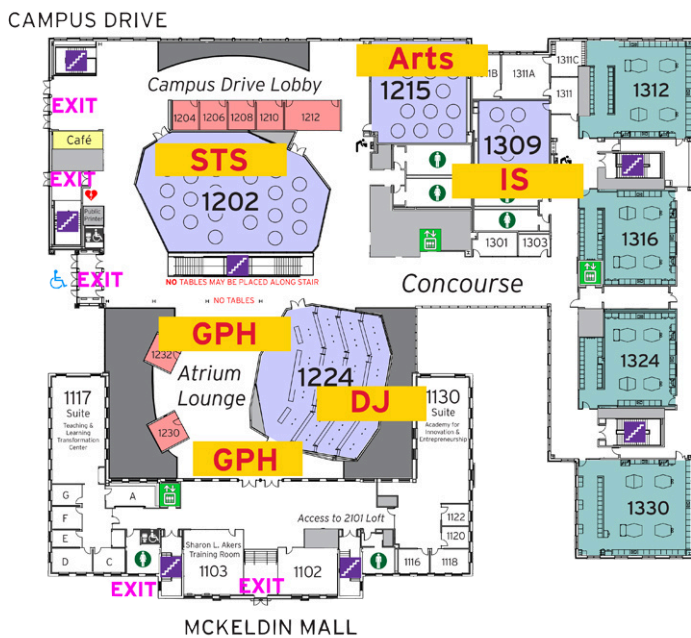 CAMPUS DRIVE
Arts
1215
1311B
1311A
1311C
1311
1312
EXIT
Campus Drive Lobby
1204
1206
1208
1210
1212
Café
STS
1202
1309
IS
EXIT
Public
Printer
1301
1303
1316
EXIT
NO TABLES MAY BE PLACED ALONG STAIR
NO TABLES
Concourse
GPH
1232
Atrium
Lounge
1224
DJ
1324
1117
Suite
Teaching &
Learning
Transformation
Center
1130
Suite
Academy for
Innovation &
Entrepreneurship
1230
GPH
G
A
F
E
D
C
Access to 2101 Loft
1122
1120
1330
Sharon L. Akers
Training Room
1103
1102
1116
1118
EXIT
EXIT
MCKELDIN MALL